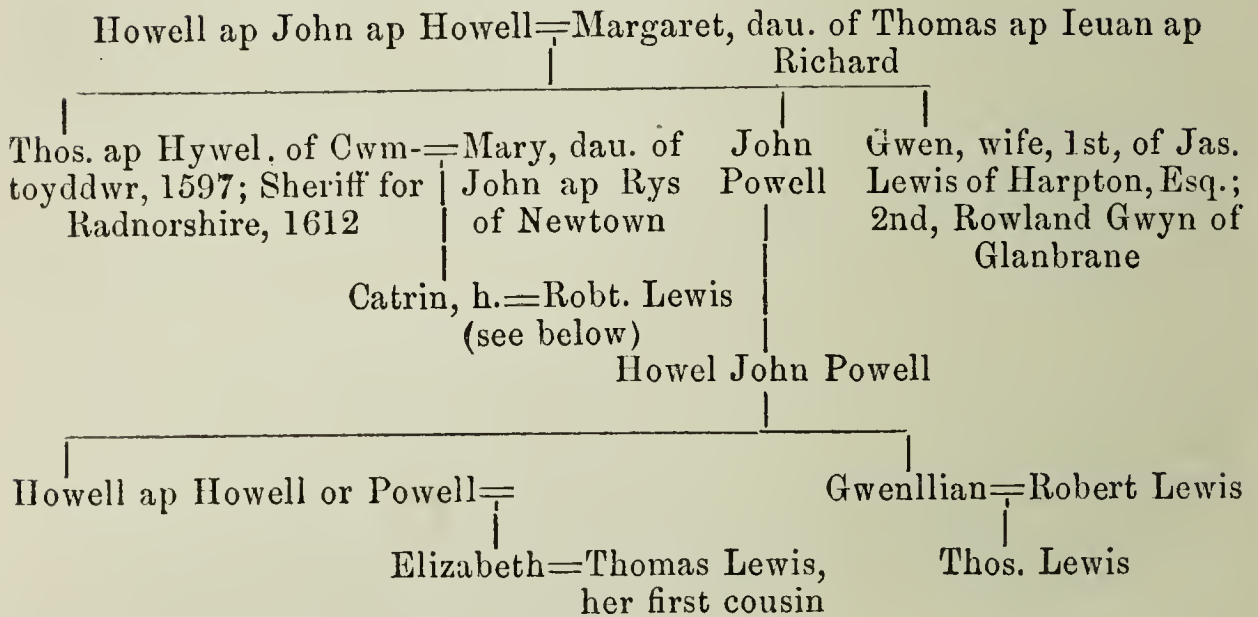 Howell ap John ap Howell=Margaret, dau. of Thomas ap Ieuan ap
Richard
Thos. ap Hywel. of Cwm-=Mary, dau. of John Gwen, wife, 1st, of Jas.
toyddwr, 1597; Sheriff for John ap Rys Powell Lewis of Harpton, Esq.;
Radnorshire, 1612 of Newtown 2nd, Rowland Gwyn of
Glanbrane
Catrin, h.=Robt. Lewis
(see below)
Howel John Powell
Howell ap Howell or Powell= Gwenllian=Robert Lewis
Elizabeth=Thomas Lewis, Thos. Lewis
her first cousin